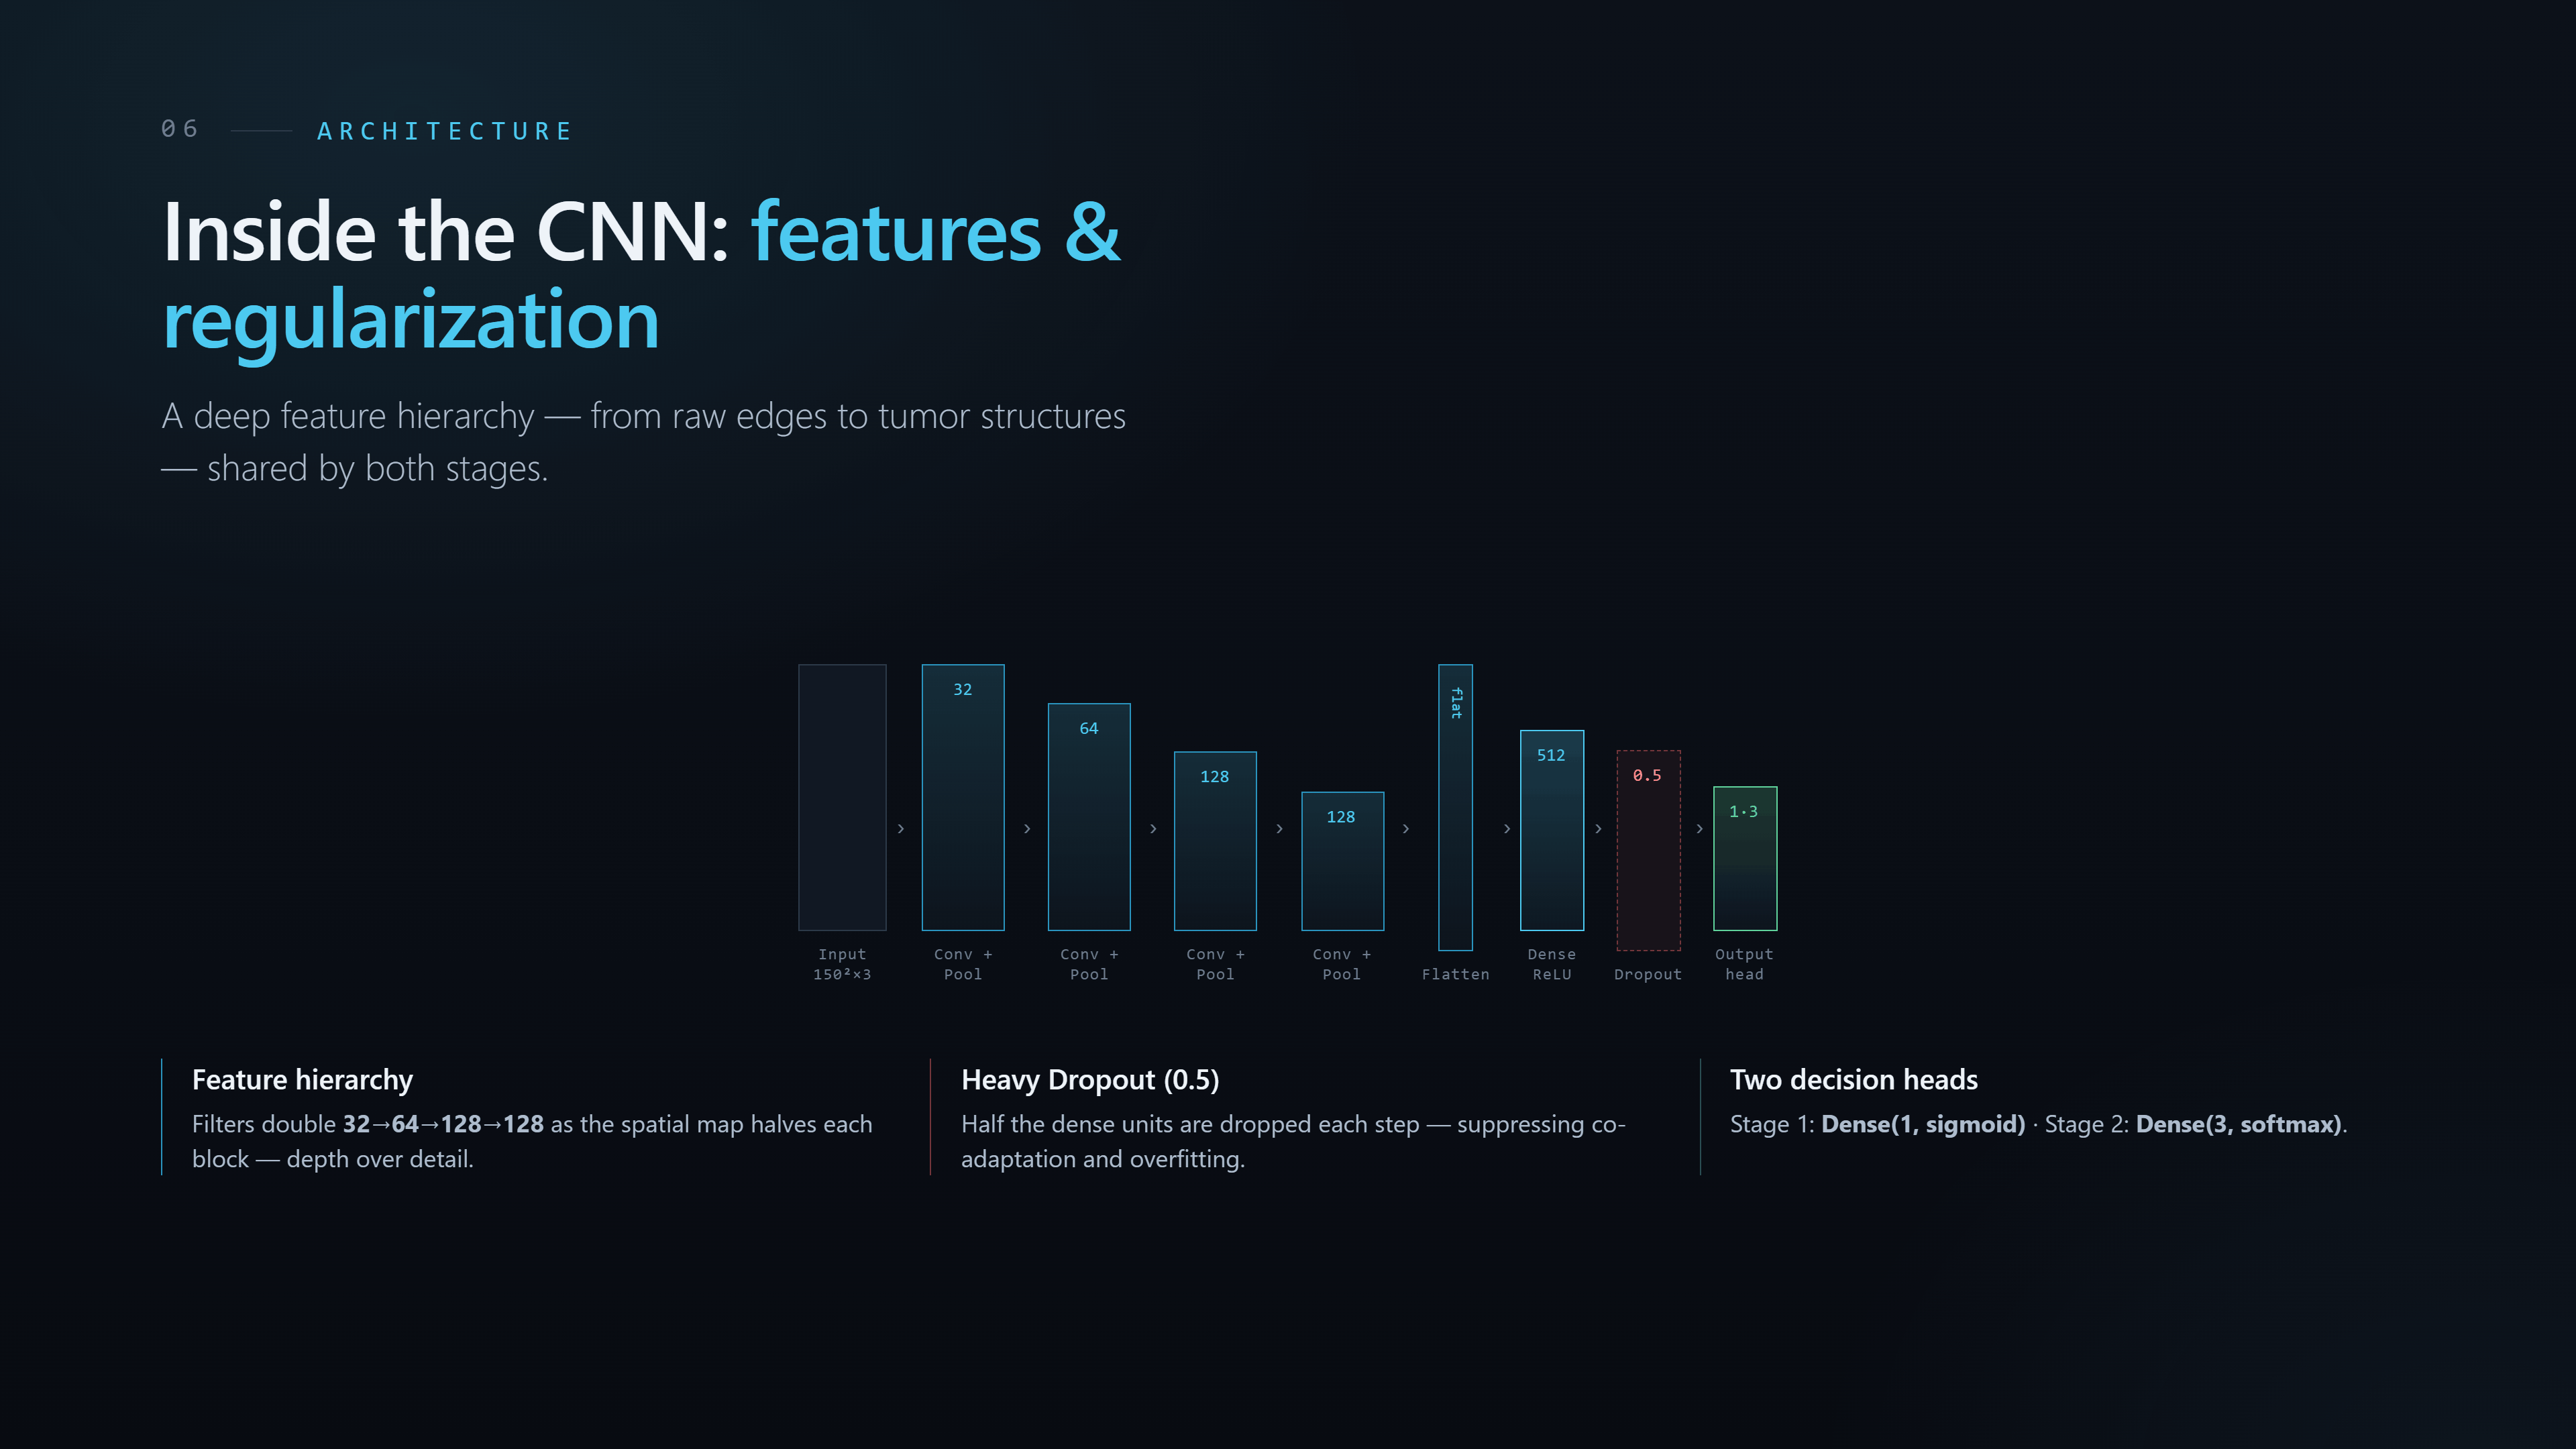 06 — ARCHITECTURE
Inside the CNN: features &
regularization
A deep feature hierarchy — from raw edges to tumor structures
— shared by both stages.
32
64
128
128
flat
512
0.5
1·3
› › › › › › › ›
Input
150²×3
Conv +
Pool
Conv +
Pool
Conv +
Pool
Conv +
Pool
Flatten
Dense
ReLU
Dropout
Output
head
Feature hierarchy
Filters double 32→64→128→128 as the spatial map halves each
block — depth over detail.
Heavy Dropout (0.5)
Half the dense units are dropped each step — suppressing co-
adaptation and overfitting.
Two decision heads
Stage 1: Dense(1, sigmoid) · Stage 2: Dense(3, softmax).